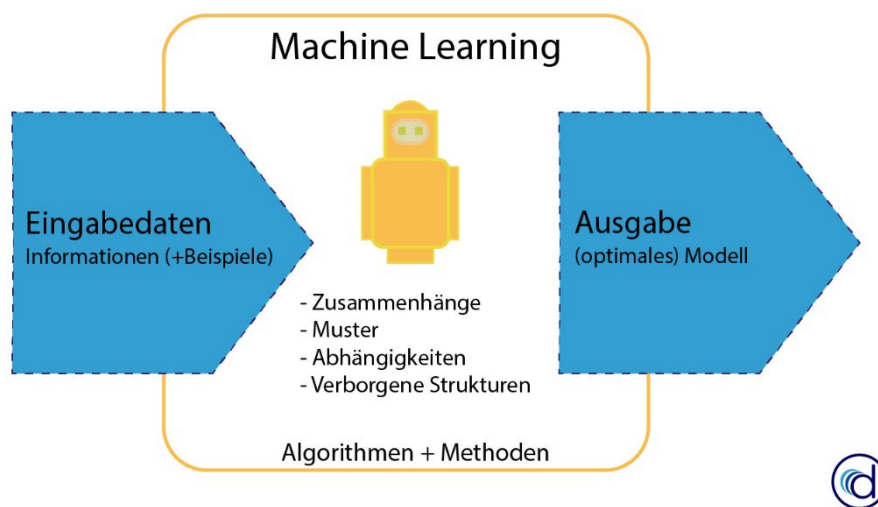 Machine Learning
Eingabedaten
Informationen (+Beispiele)
- Zusammenhänge
- Muster
- Abhängigkeiten
- Verborgene Strukturen
Algorithmen + Methoden
Ausgabe
(optimales) Modell
d